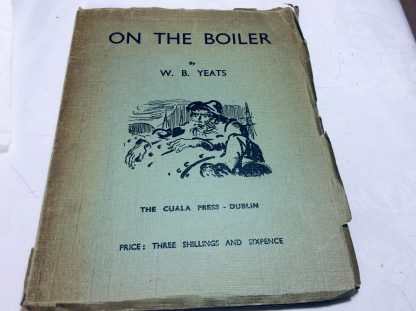 ON THE BOILER
By
W. B. YEATS
THE CUALA PRESS - DUBLIN
PRICE: THREE SHILLINGS AND SIXPENCE